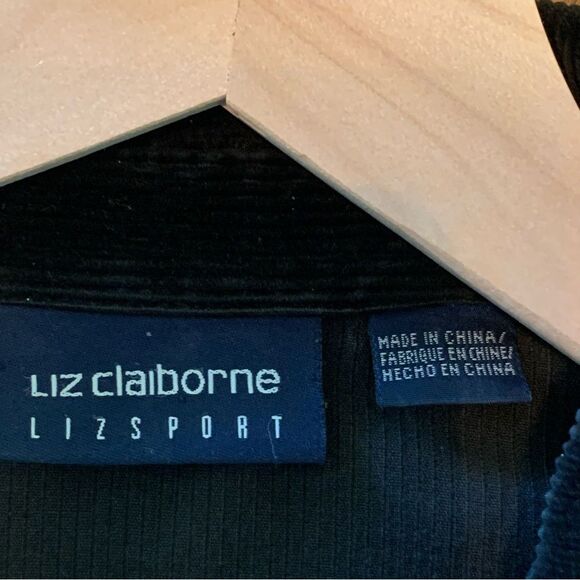 Liz claiborne
LIZSPORT
MADE IN CHINA/
FABRIQUE EN CHINE/
HECHO EN CHINA